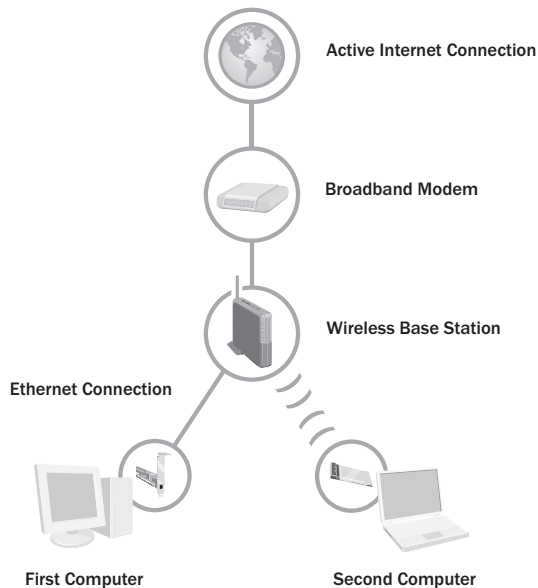 Active Internet Connection
Broadband Modem
Wireless Base Station
Ethernet Connection
First Computer
Second Computer